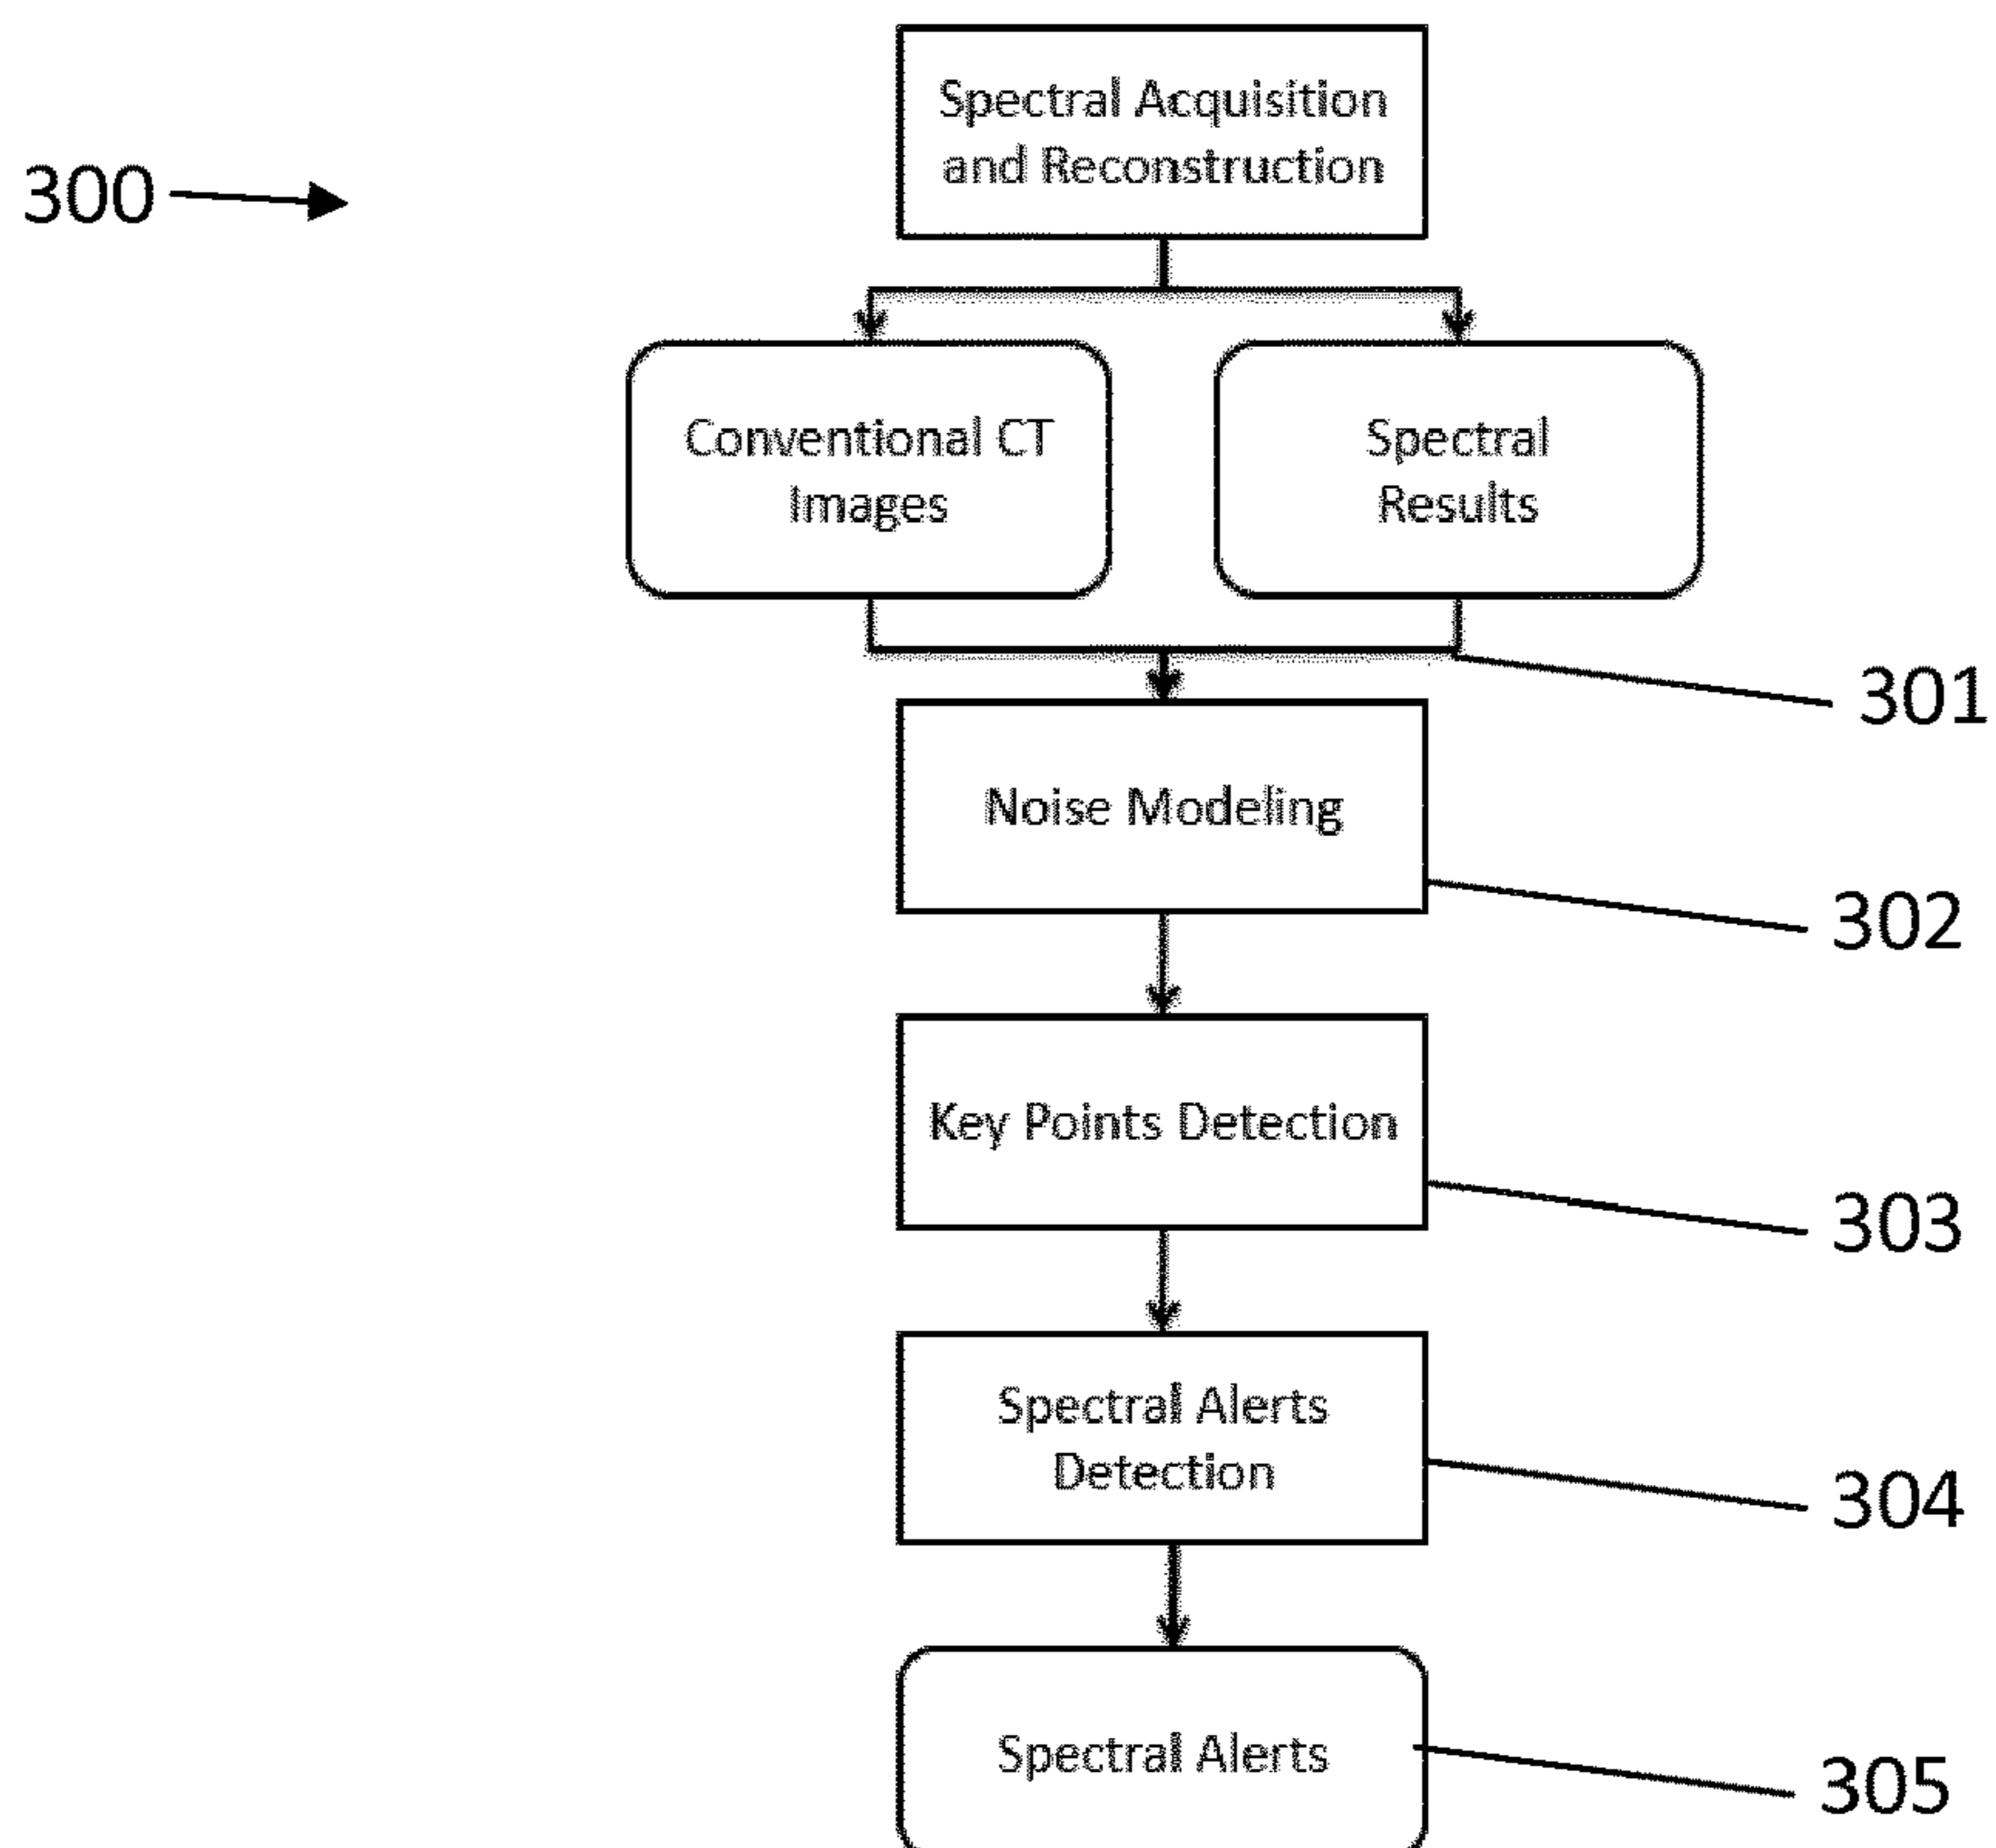 Spectral Acquisition
and Reconstruction
300
Conventional CT
Images
Spectral
Results
301
Noise Modeling
302
Key Points Detection
303
Spectral Alerts
Detection
304
Spectral Alerts
305